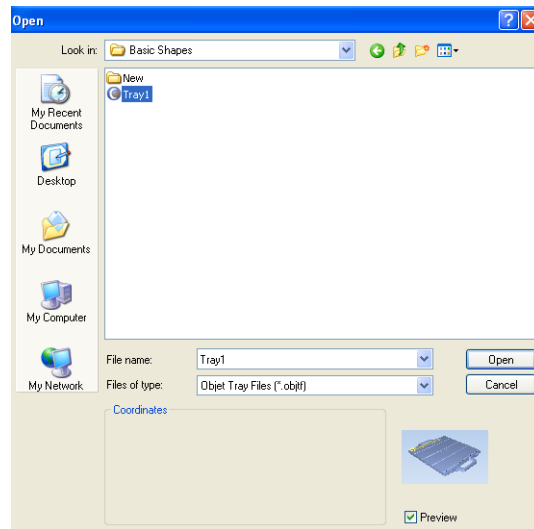 Open
Look in:
Basic Shapes
New
Tray1
My Recent
Documents
Desktop
My Documents
My Computer
My Network
File name:
Tray1
Open
Files of type:
Objet Tray Files (*.objtf)
Cancel
Coordinates
Preview